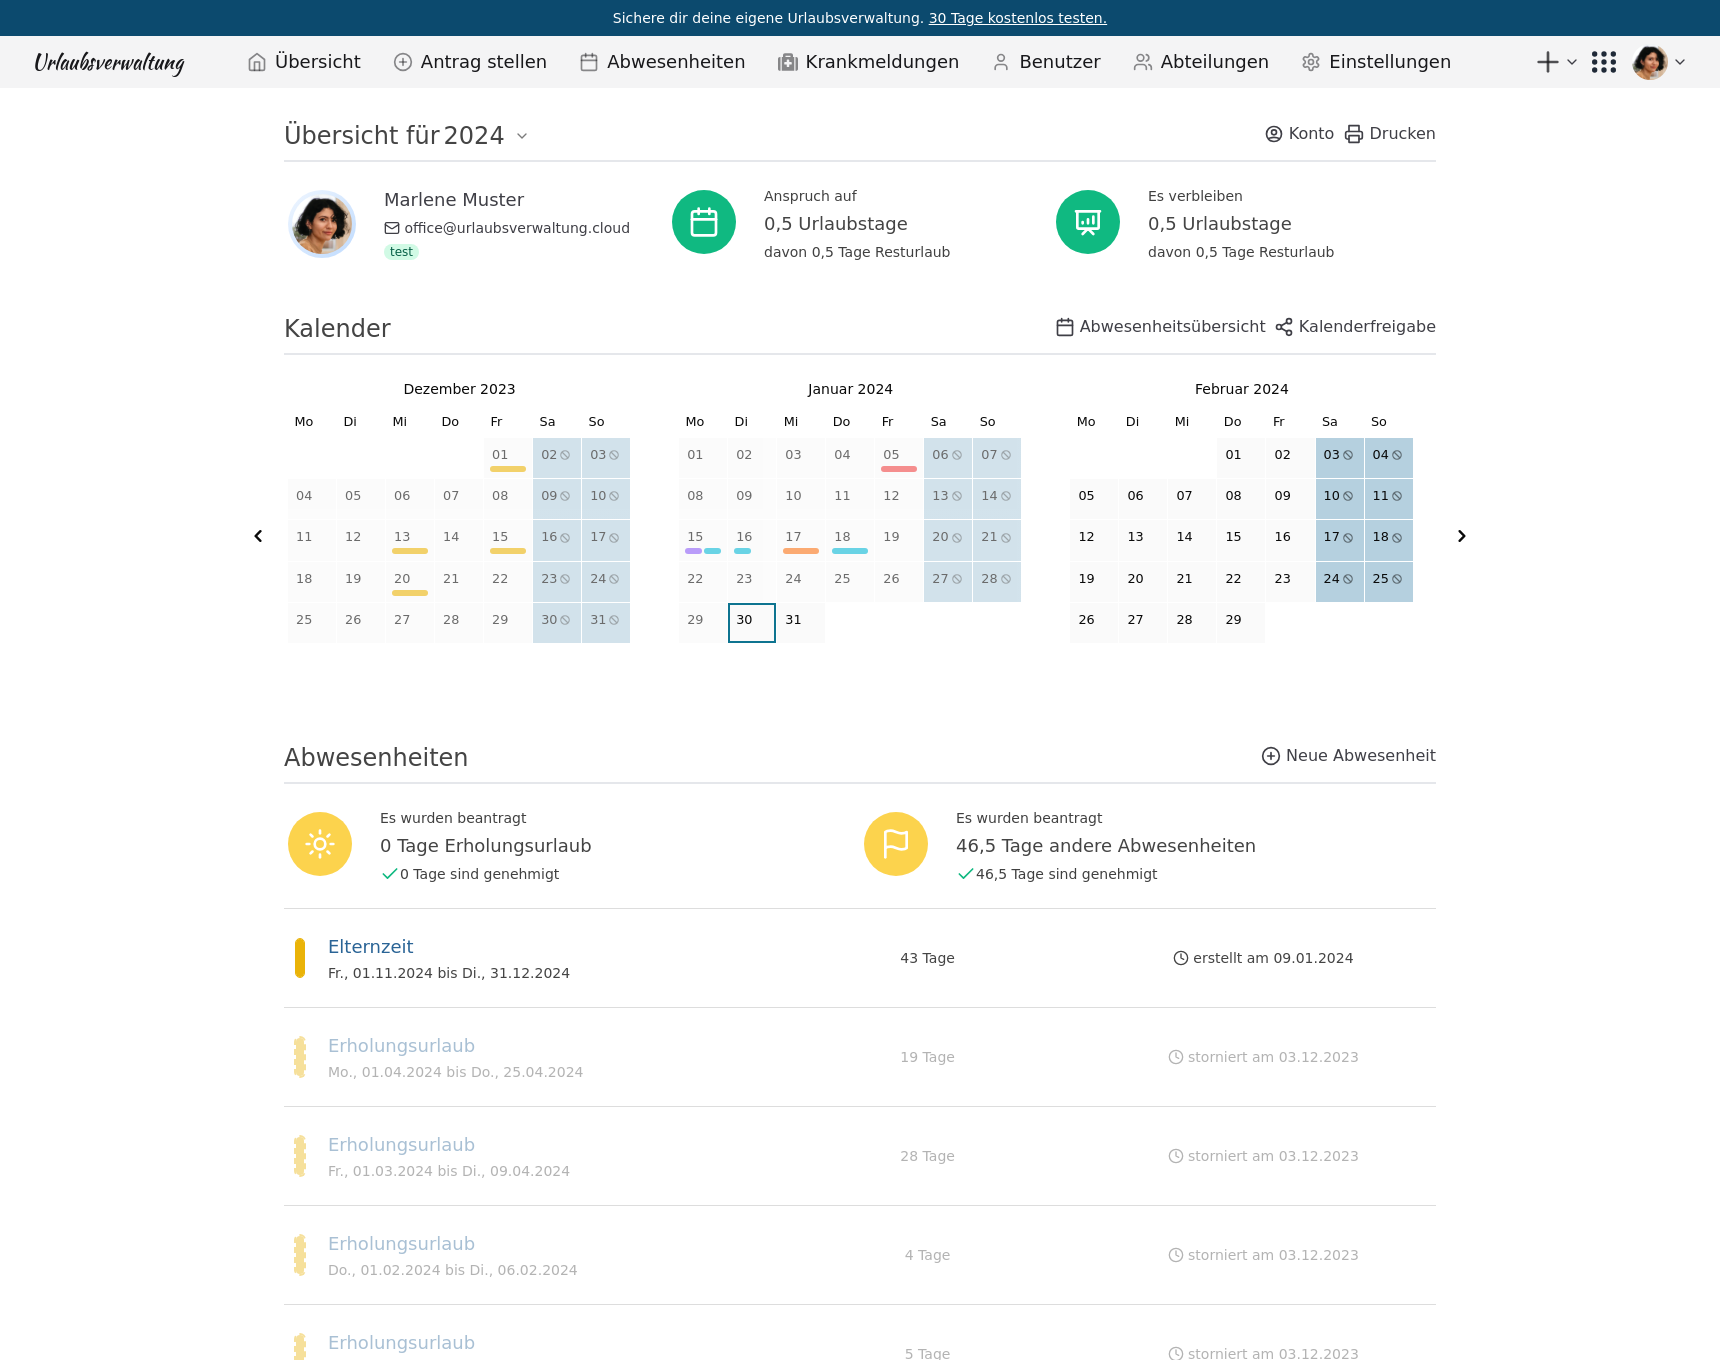 Sichere dir deine eigene Urlaubsverwaltung. 30 Tage kostenlos testen.
Urlaubsverwaltung Übersicht Antrag stellen Abwesenheiten Krankmeldungen Benutzer Abteilungen Einstellungen
Übersicht für 2024 Konto Drucken
Marlene Muster
office@urlaubsverwaltung.cloud
test
Anspruch auf
0,5 Urlaubstage
davon 0,5 Tage Resturlaub
Es verbleiben
0,5 Urlaubstage
davon 0,5 Tage Resturlaub
Kalender Abwesenheitsübersicht Kalenderfreigabe
Dezember 2023
Mo Di Mi Do Fr Sa So
01 02 03
04 05 06 07 08 09 10
11 12 13 14 15 16 17
18 19 20 21 22 23 24
25 26 27 28 29 30 31
Januar 2024
Mo Di Mi Do Fr Sa So
01 02 03 04 05 06 07
08 09 10 11 12 13 14
15 16 17 18 19 20 21
22 23 24 25 26 27 28
29 30 31
Februar 2024
Mo Di Mi Do Fr Sa So
01 02 03 04
05 06 07 08 09 10 11
12 13 14 15 16 17 18
19 20 21 22 23 24 25
26 27 28 29
Abwesenheiten Neue Abwesenheit
Es wurden beantragt
0 Tage Erholungsurlaub
0 Tage sind genehmigt
Es wurden beantragt
46,5 Tage andere Abwesenheiten
46,5 Tage sind genehmigt
Elternzeit
Fr., 01.11.2024 bis Di., 31.12.2024
43 Tage
erstellt am 09.01.2024
Erholungsurlaub
Mo., 01.04.2024 bis Do., 25.04.2024
19 Tage
storniert am 03.12.2023
Erholungsurlaub
Fr., 01.03.2024 bis Di., 09.04.2024
28 Tage
storniert am 03.12.2023
Erholungsurlaub
Do., 01.02.2024 bis Di., 06.02.2024
4 Tage
storniert am 03.12.2023
Erholungsurlaub
5 Tage
storniert am 03.12.2023